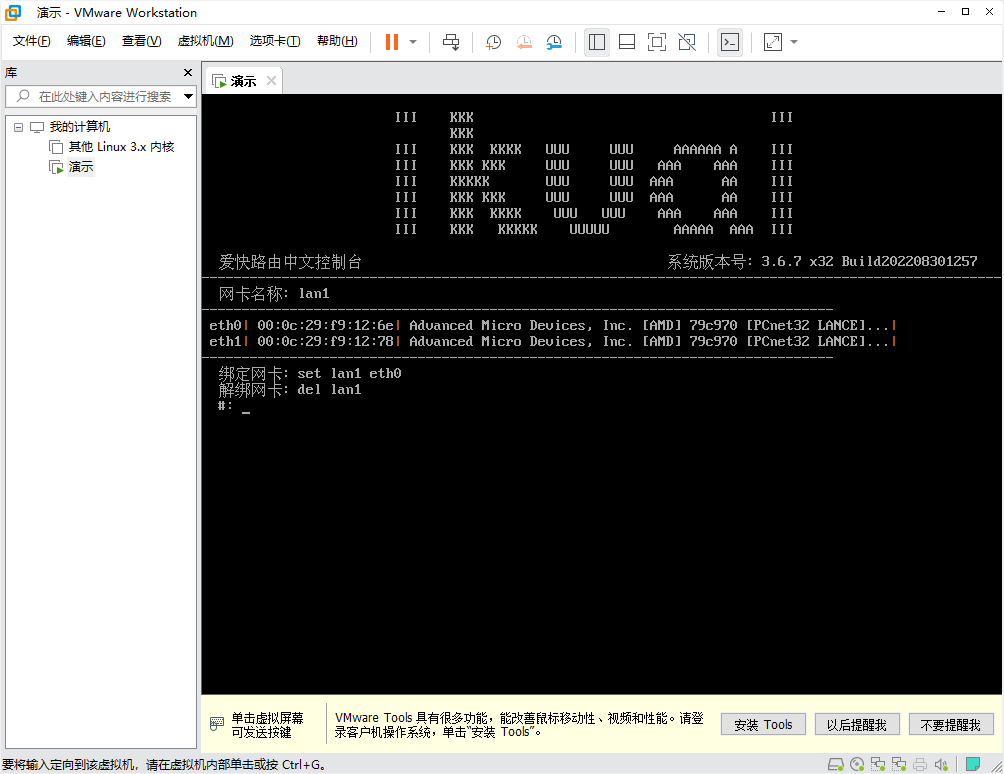 演示 - VMware Workstation
文件(F) 编辑(E) 查看(V) 虚拟机(M) 选项卡(T) 帮助(H)
库
在此处键入内容进行搜索
我的计算机
其他 Linux 3.x 内核
演示
演示
III KKK III
KKK
III KKK KKKK UUU UUU AAAAAA A III
III KKK KKK UUU UUU AAA AAA III
III KKKKK UUU UUU AAA AA III
III KKK KKK UUU UUU AAA AA III
III KKK KKKK UUU UUU AAA AAA III
III KKK KKKKK UUUUU AAAAA AAA III
爱快路由中文控制台 系统版本号: 3.6.7 x32 Build202208301257
网卡名称: lan1
eth0| 00:0c:29:f9:12:6e| Advanced Micro Devices, Inc. [AMD] 79c970 [PCnet32 LANCE]...|
eth1| 00:0c:29:f9:12:78| Advanced Micro Devices, Inc. [AMD] 79c970 [PCnet32 LANCE]...|
绑定网卡: set lan1 eth0
解绑网卡: del lan1
#: _
单击虚拟屏幕
可发送按键
VMware Tools 具有很多功能，能改善鼠标移动性、视频和性能。请登
录客户机操作系统，单击“安装 Tools”。
安装 Tools 以后提醒我 不要提醒我
要将输入定向到该虚拟机，请在虚拟机内部单击或按 Ctrl+G。